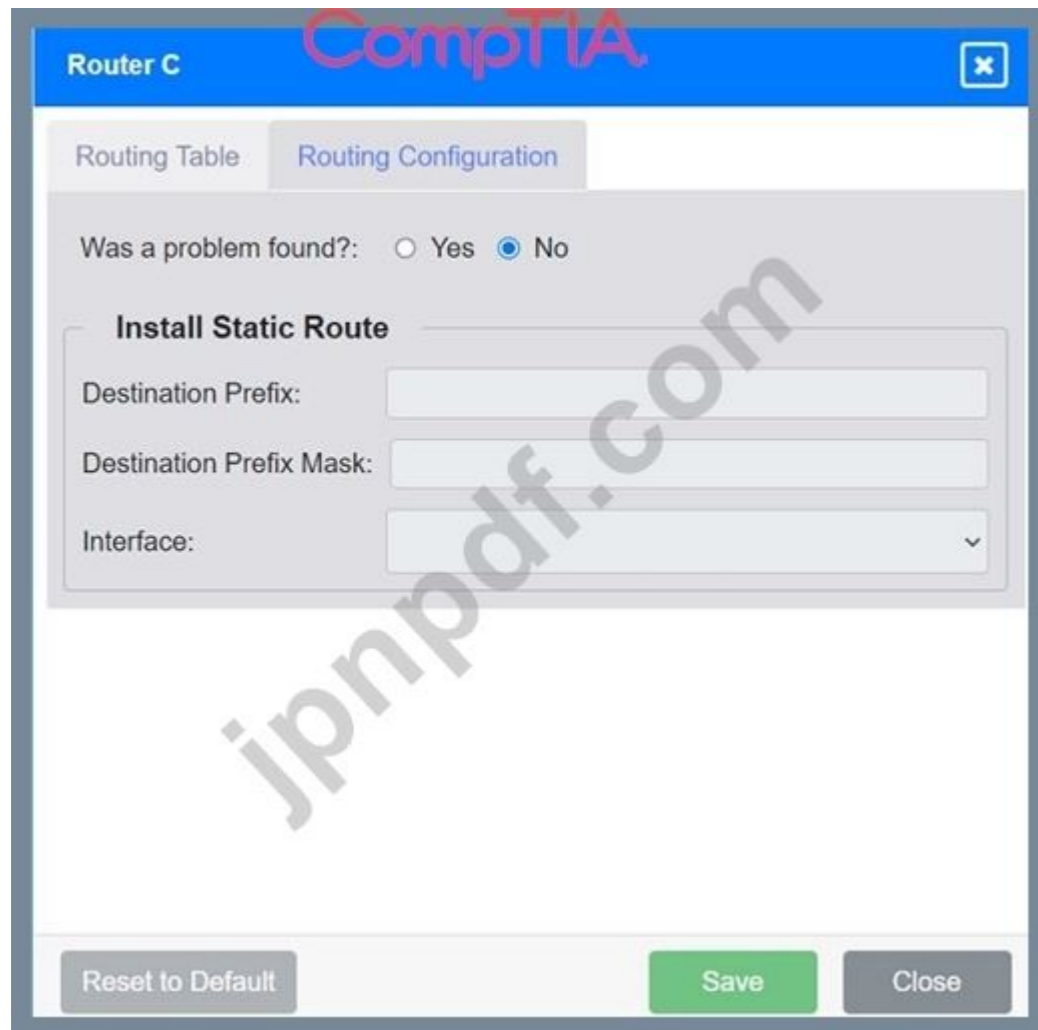 CompTIA.
Router C
Routing Table Routing Configuration
Was a problem found?: Yes No
Install Static Route
Destination Prefix:
Destination Prefix Mask:
Interface:
jpnpdf.com
Reset to Default Save Close